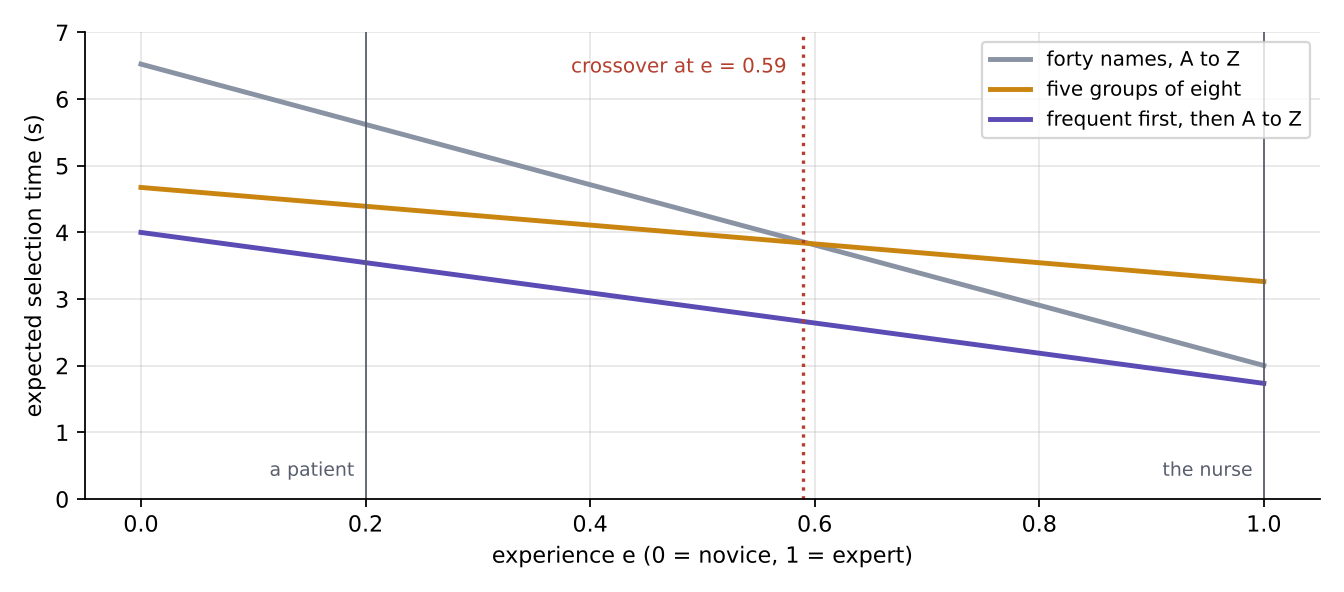 7
6
5
4
3
2
1
0
expected selection time (s)
crossover at e = 0.59
forty names, A to Z
five groups of eight
frequent first, then A to Z
a patient
the nurse
0.0 0.2 0.4 0.6 0.8 1.0
experience e (0 = novice, 1 = expert)